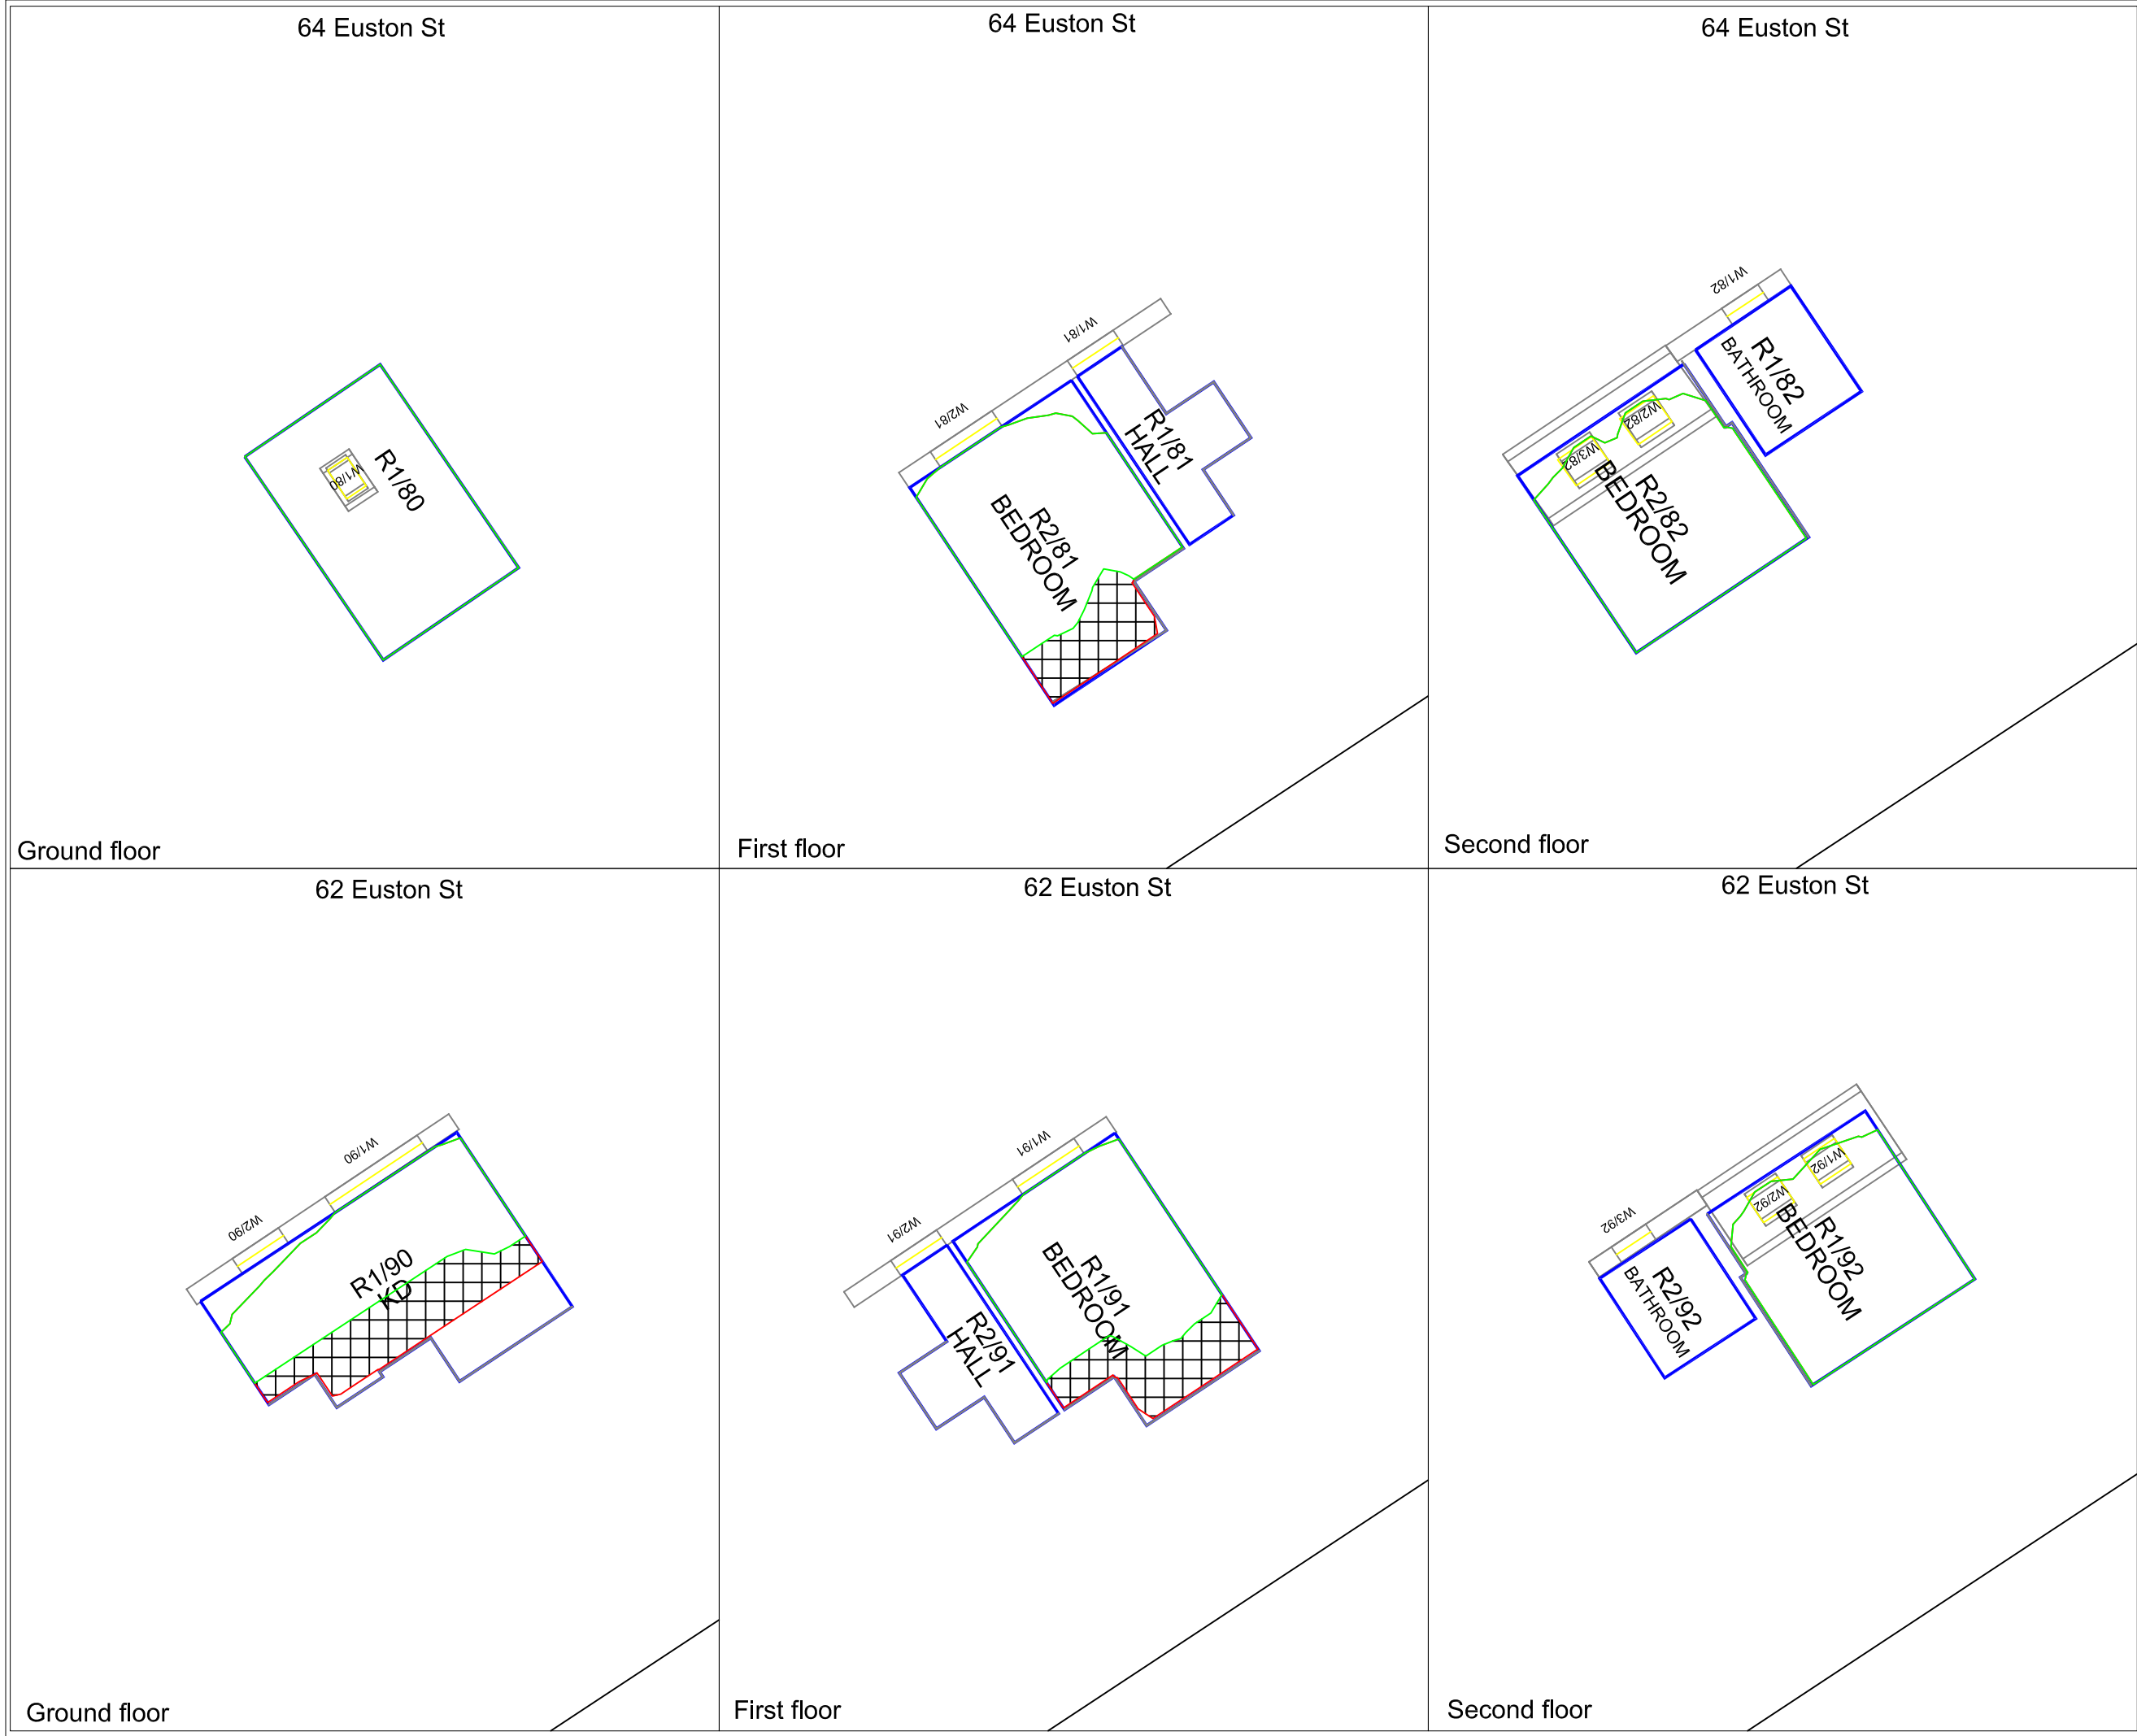 64 Euston St
W1/80
R1/80
Ground floor
64 Euston St
W1/81
W2/81
R1/81
HALL
R2/81
BEDROOM
First floor
64 Euston St
W1/82
R1/82
BATHROOM
W2/82
W3/82
R2/82
BEDROOM
Second floor
62 Euston St
W1/90
W2/90
R1/90
KD
Ground floor
62 Euston St
W1/91
W2/91
R1/91
BEDROOM
R2/91
HALL
First floor
62 Euston St
W1/92
W2/92
W3/92
R1/92
BEDROOM
R2/92
BATHROOM
Second floor